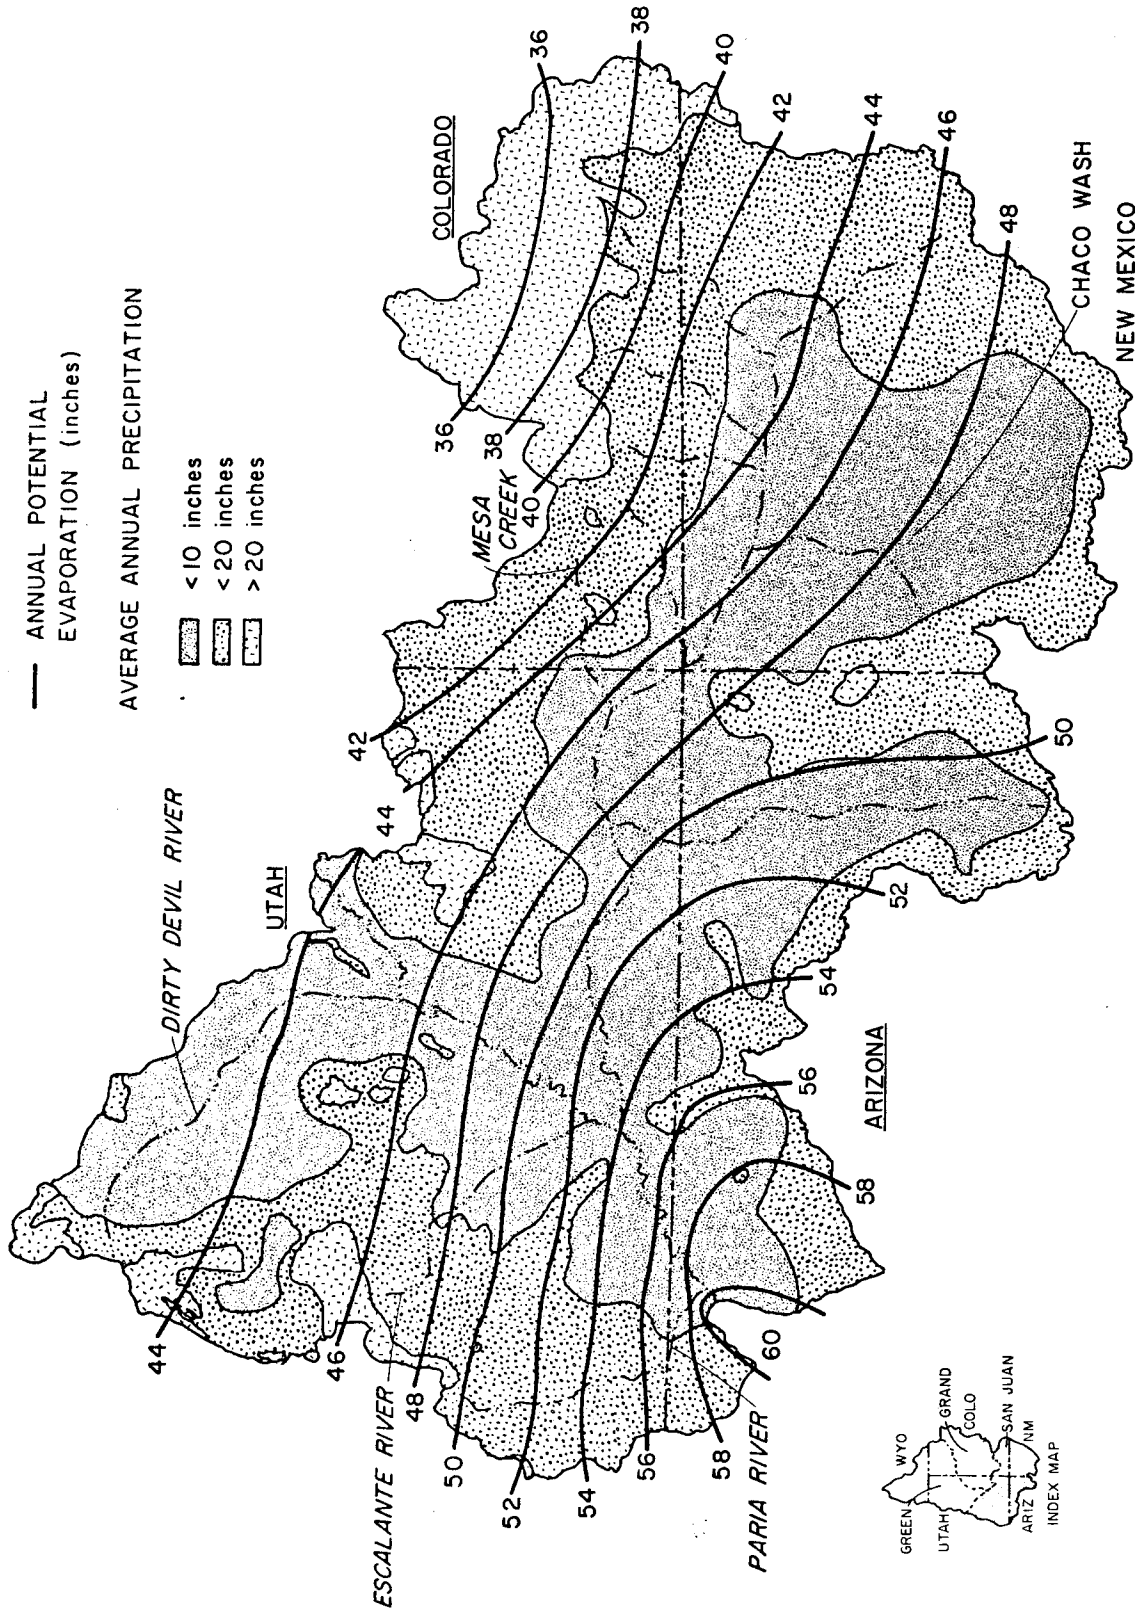 ANNUAL POTENTIAL
EVAPORATION (inches)
AVERAGE ANNUAL PRECIPITATION
<10 inches
<20 inches
>20 inches
COLORADO
UTAH
ARIZONA
NEW MEXICO
DIRTY DEVIL RIVER
MESA
CREEK
CHACO WASH
ESCALANTE RIVER
PARIA RIVER
36
38
40
42
44
46
48
50
52
54
56
58
60
36
38
40
42
44
44
46
48
50
52
54
56
58
GREEN
WYO
GRAND
UTAH
COLO
SAN JUAN
ARIZ
NM
INDEX MAP